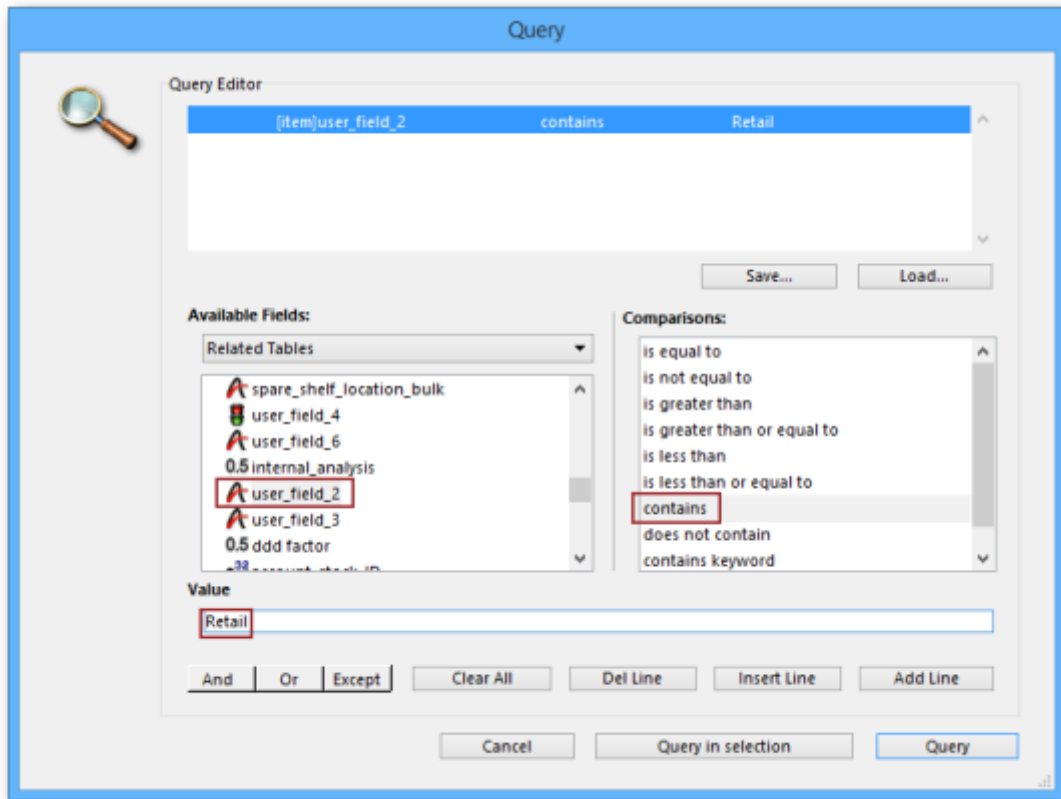 Query
Query Editor
[item]user_field_2 contains Retail
Save... Load...
Available Fields:
Related Tables
spare_shelf_location_bulk
user_field_4
user_field_6
0.5 internal_analysis
user_field_2
user_field_3
0.5 ddd factor
Comparisons:
is equal to
is not equal to
is greater than
is greater than or equal to
is less than
is less than or equal to
contains
does not contain
contains keyword
Value
Retail
And Or Except Clear All Del Line Insert Line Add Line
Cancel Query in selection Query